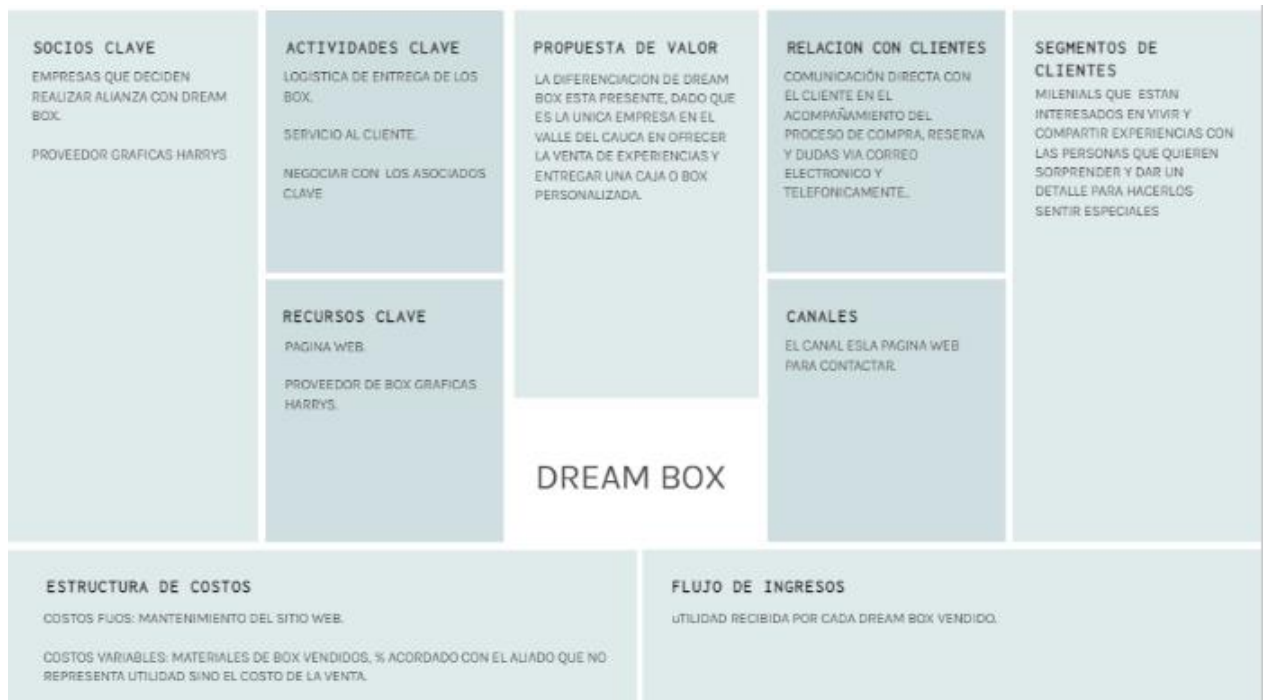 SOCIOS CLAVE
EMPRESAS QUE DECIDEN
REALIZAR ALIANZA CON DREAM
BOX.
PROVEEDOR GRAFICAS HARRYS
ACTIVIDADES CLAVE
LOGISTICA DE ENTREGA DE LOS
BOX.
SERVICIO AL CLIENTE.
NEGOCIAR CON LOS ASOCIADOS
CLAVE
RECURSOS CLAVE
PAGINA WEB.
PROVEEDOR DE BOX GRAFICAS
HARRYS.
PROPUESTA DE VALOR
LA DIFERENCIACION DE DREAM
BOX ESTA PRESENTE, DADO QUE
ES LA UNICA EMPRESA EN EL
VALLE DEL CAUCA EN OFRECER
LA VENTA DE EXPERIENCIAS Y
ENTREGAR UNA CAJA O BOX
PERSONALIZADA.
DREAM BOX
RELACION CON CLIENTES
COMUNICACIÓN DIRECTA CON
EL CLIENTE EN EL
ACOMPAÑAMIENTO DEL
PROCESO DE COMPRA, RESERVA
Y DUDAS VIA CORREO
ELECTRONICO Y
TELEFONICAMENTE.
CANALES
EL CANAL ESLA PAGINA WEB
PARA CONTACTAR.
SEGMENTOS DE
CLIENTES
MILENIALS QUE ESTAN
INTERESADOS EN VIVIR Y
COMPARTIR EXPERIENCIAS CON
LAS PERSONAS QUE QUIEREN
SORPRENDER Y DAR UN
DETALLE PARA HACERLOS
SENTIR ESPECIALES
ESTRUCTURA DE COSTOS
COSTOS FIJOS: MANTENIMIENTO DEL SITIO WEB.
COSTOS VARIABLES: MATERIALES DE BOX VENDIDOS, % ACORDADO CON EL ALIADO QUE NO
REPRESENTA UTILIDAD SINO EL COSTO DE LA VENTA.
FLUJO DE INGRESOS
uTILIDAD RECIBIDA POR CADA DREAM BOX VENDIDO.